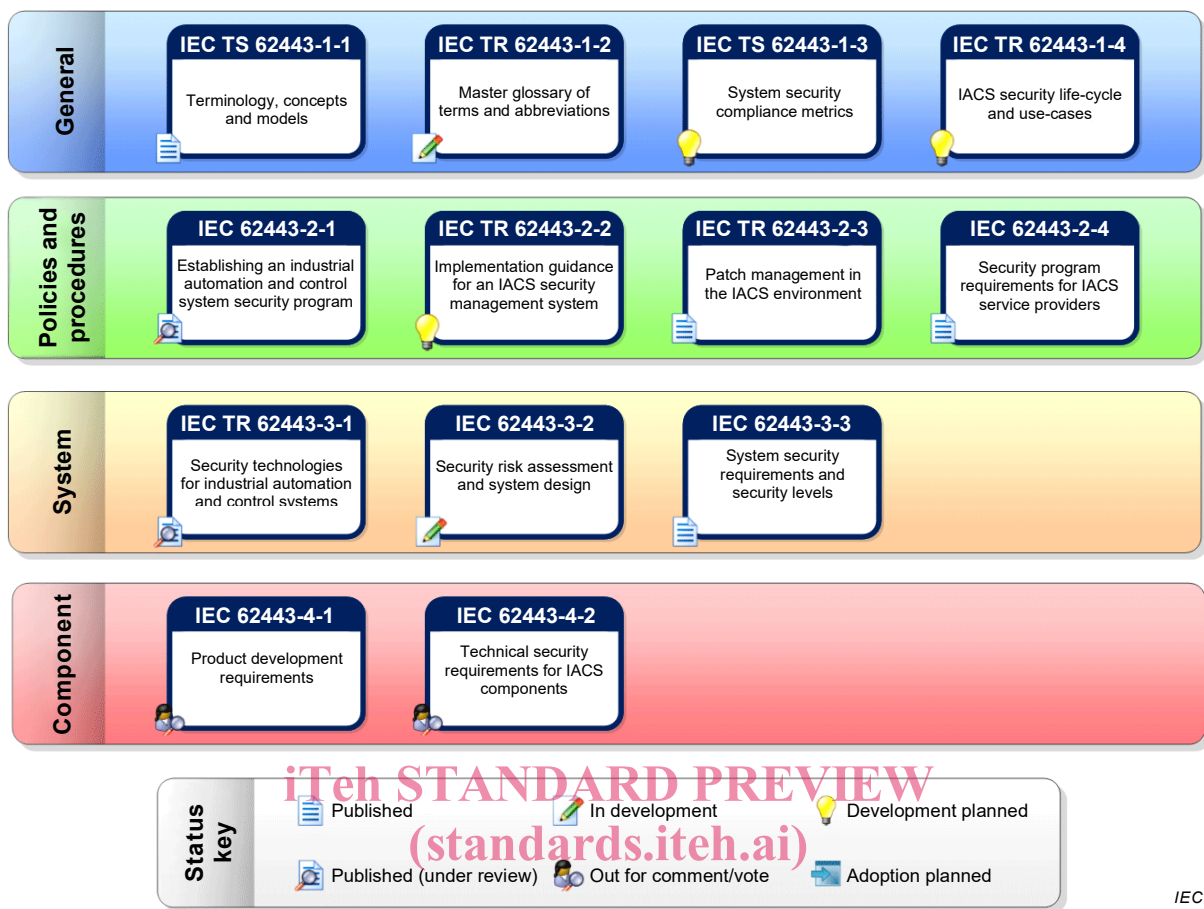 General
IEC TS 62443-1-1
Terminology, concepts
and models
IEC TR 62443-1-2
Master glossary of
terms and abbreviations
IEC TS 62443-1-3
System security
compliance metrics
IEC TR 62443-1-4
IACS security life-cycle
and use-cases
Policies and
procedures
IEC 62443-2-1
Establishing an industrial
automation and control
system security program
IEC TR 62443-2-2
Implementation guidance
for an IACS security
management system
IEC TR 62443-2-3
Patch management in
the IACS environment
IEC 62443-2-4
Security program
requirements for IACS
service providers
System
IEC TR 62443-3-1
Security technologies
for industrial automation
and control systems
IEC 62443-3-2
Security risk assessment
and system design
IEC 62443-3-3
System security
requirements and
security levels
Component
IEC 62443-4-1
Product development
requirements
IEC 62443-4-2
Technical security
requirements for IACS
components
iTeh STANDARD PREVIEW
(standards.iteh.ai)
Status
key
Published
In development
Development planned
Published (under review)
Out for comment/vote
Adoption planned
IEC